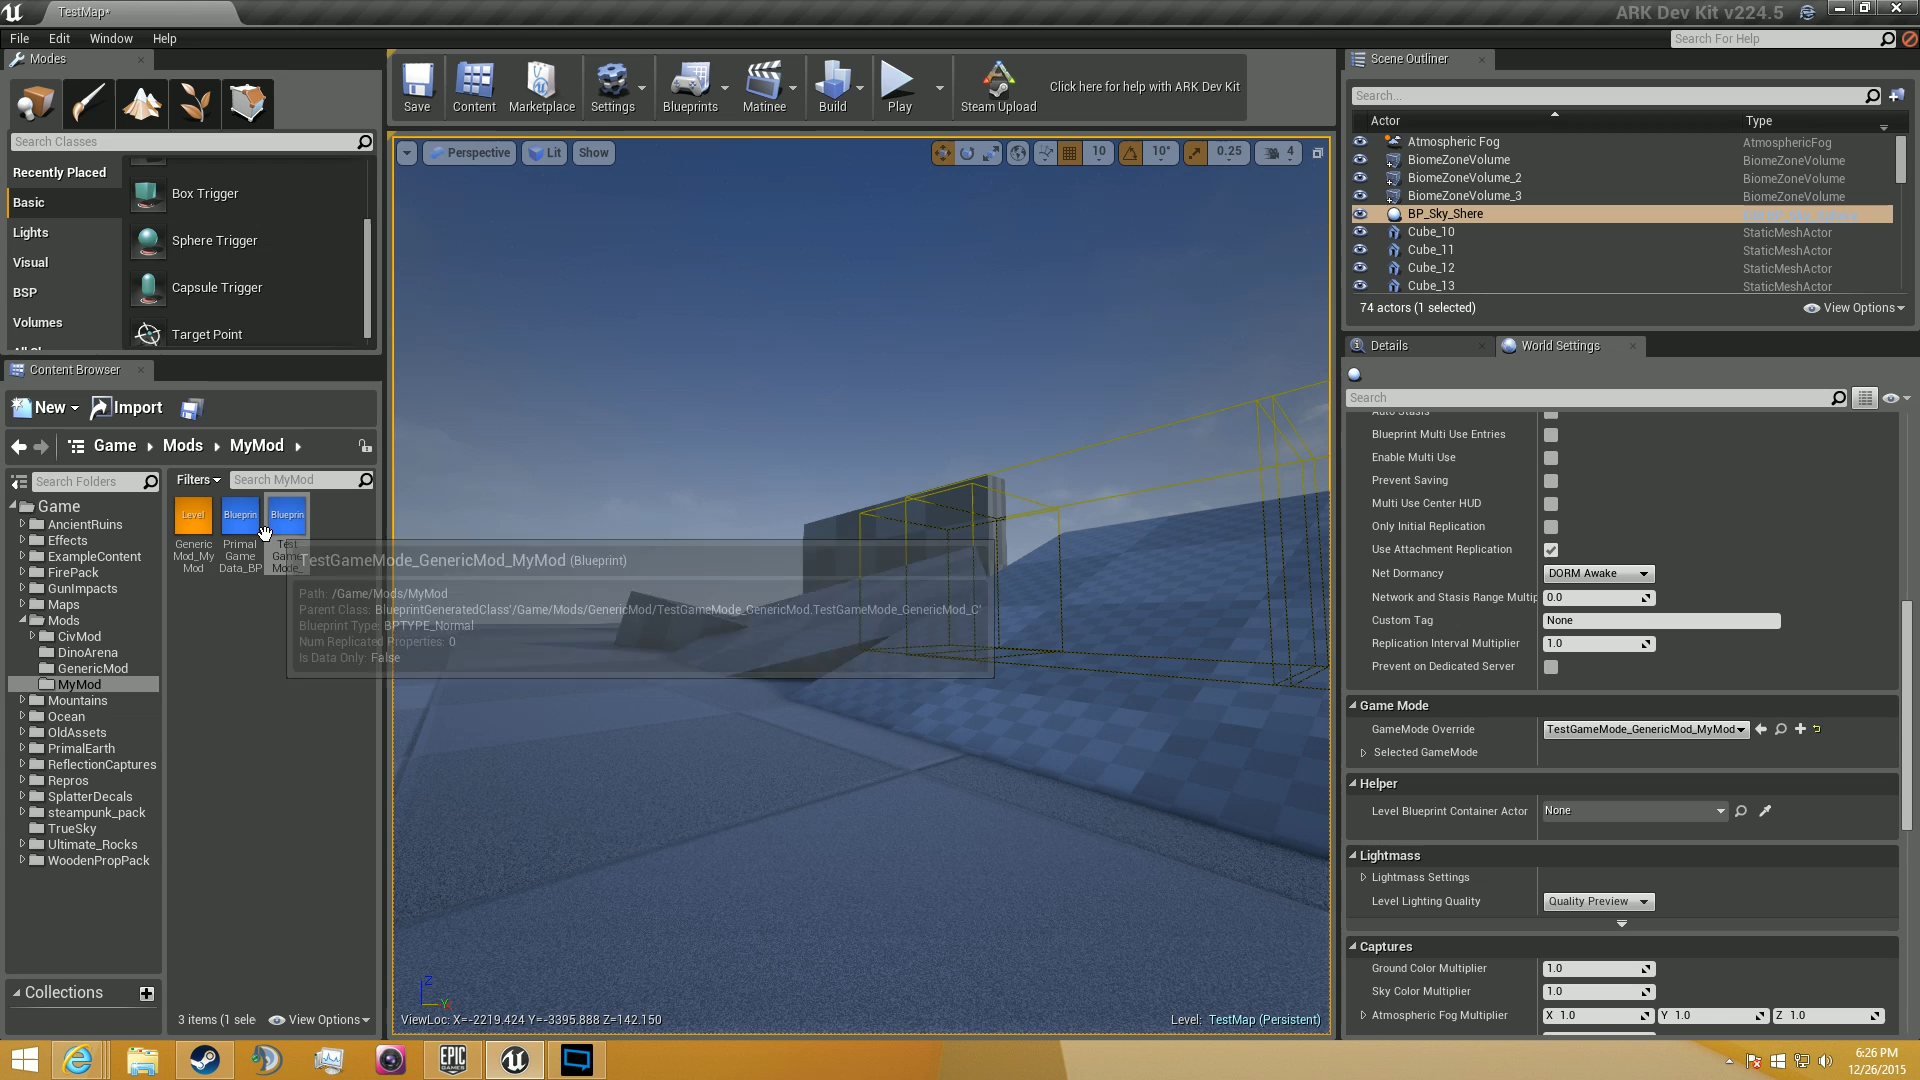 TestMap*
ARK Dev Kit v224.5
File Edit Window Help
Search For Help
Modes
Search Classes
Recently Placed
Basic
Lights
Visual
BSP
Volumes
Box Trigger
Sphere Trigger
Capsule Trigger
Target Point
Save Content Marketplace Settings Blueprints Matinee Build Play Steam Upload Click here for help with ARK Dev Kit
Perspective Lit Show
10 10° 0.25 4
Content Browser
New Import
Game Mods MyMod
Search Folders
Filters Search MyMod
Game
AncientRuins
Effects
ExampleContent
FirePack
GunImpacts
Maps
Mods
CivMod
DinoArena
GenericMod
MyMod
Mountains
Ocean
OldAssets
PrimalEarth
ReflectionCaptures
Repros
SplatterDecals
steampunk_pack
TrueSky
Ultimate_Rocks
WoodenPropPack
Collections
Level
Generic
Mod_My
Mod
Blueprin
Primal
Game
Data_BP
Blueprin
Test
Game
Mode_
3 items (1 sele View Options
TestGameMode_GenericMod_MyMod (Blueprint)
Path: /Game/Mods/MyMod
Parent Class: BlueprintGeneratedClass'/Game/Mods/GenericMod/TestGameMode_GenericMod.TestGameMode_GenericMod_C'
Blueprint Type: BPTYPE_Normal
Num Replicated Properties: 0
Is Data Only: False
Z
Y
ViewLoc: X=-2219.424 Y=-3395.888 Z=142.150
Level: TestMap (Persistent)
Scene Outliner
Search...
Actor Type
Atmospheric Fog AtmosphericFog
BiomeZoneVolume BiomeZoneVolume
BiomeZoneVolume_2 BiomeZoneVolume
BiomeZoneVolume_3 BiomeZoneVolume
BP_Sky_Shere
Cube_10 StaticMeshActor
Cube_11 StaticMeshActor
Cube_12 StaticMeshActor
Cube_13 StaticMeshActor
74 actors (1 selected) View Options
Details World Settings
Search
Auto Stasis
Blueprint Multi Use Entries
Enable Multi Use
Prevent Saving
Multi Use Center HUD
Only Initial Replication
Use Attachment Replication
Net Dormancy DORM Awake
Network and Stasis Range Multip 0.0
Custom Tag None
Replication Interval Multiplier 1.0
Prevent on Dedicated Server
Game Mode
GameMode Override TestGameMode_GenericMod_MyMod
Selected GameMode
Helper
Level Blueprint Container Actor None
Lightmass
Lightmass Settings
Level Lighting Quality Quality Preview
Captures
Ground Color Multiplier 1.0
Sky Color Multiplier 1.0
Atmospheric Fog Multiplier X 1.0 Y 1.0 Z 1.0
EPIC
GAMES
6:26 PM
12/26/2015